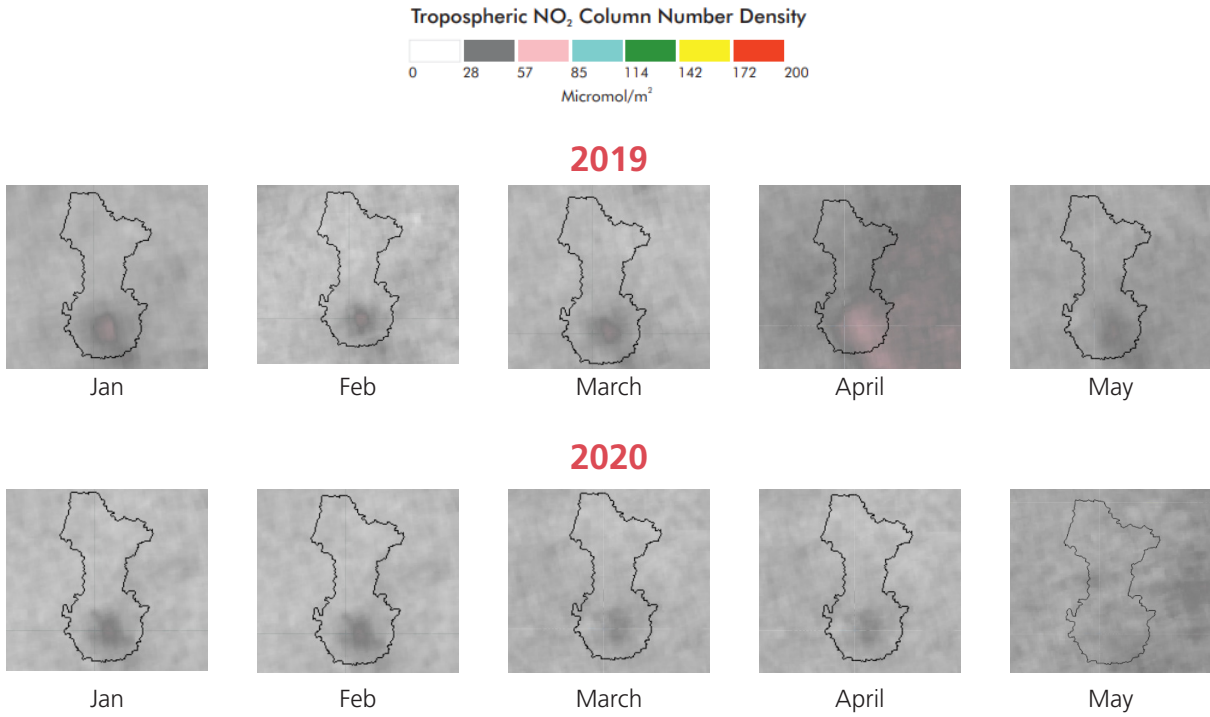 Tropospheric NO₂ Column Number Density
0 28 57 85 114 142 172 200
Micromol/m²
2019
Jan Feb March April May
2020
Jan Feb March April May